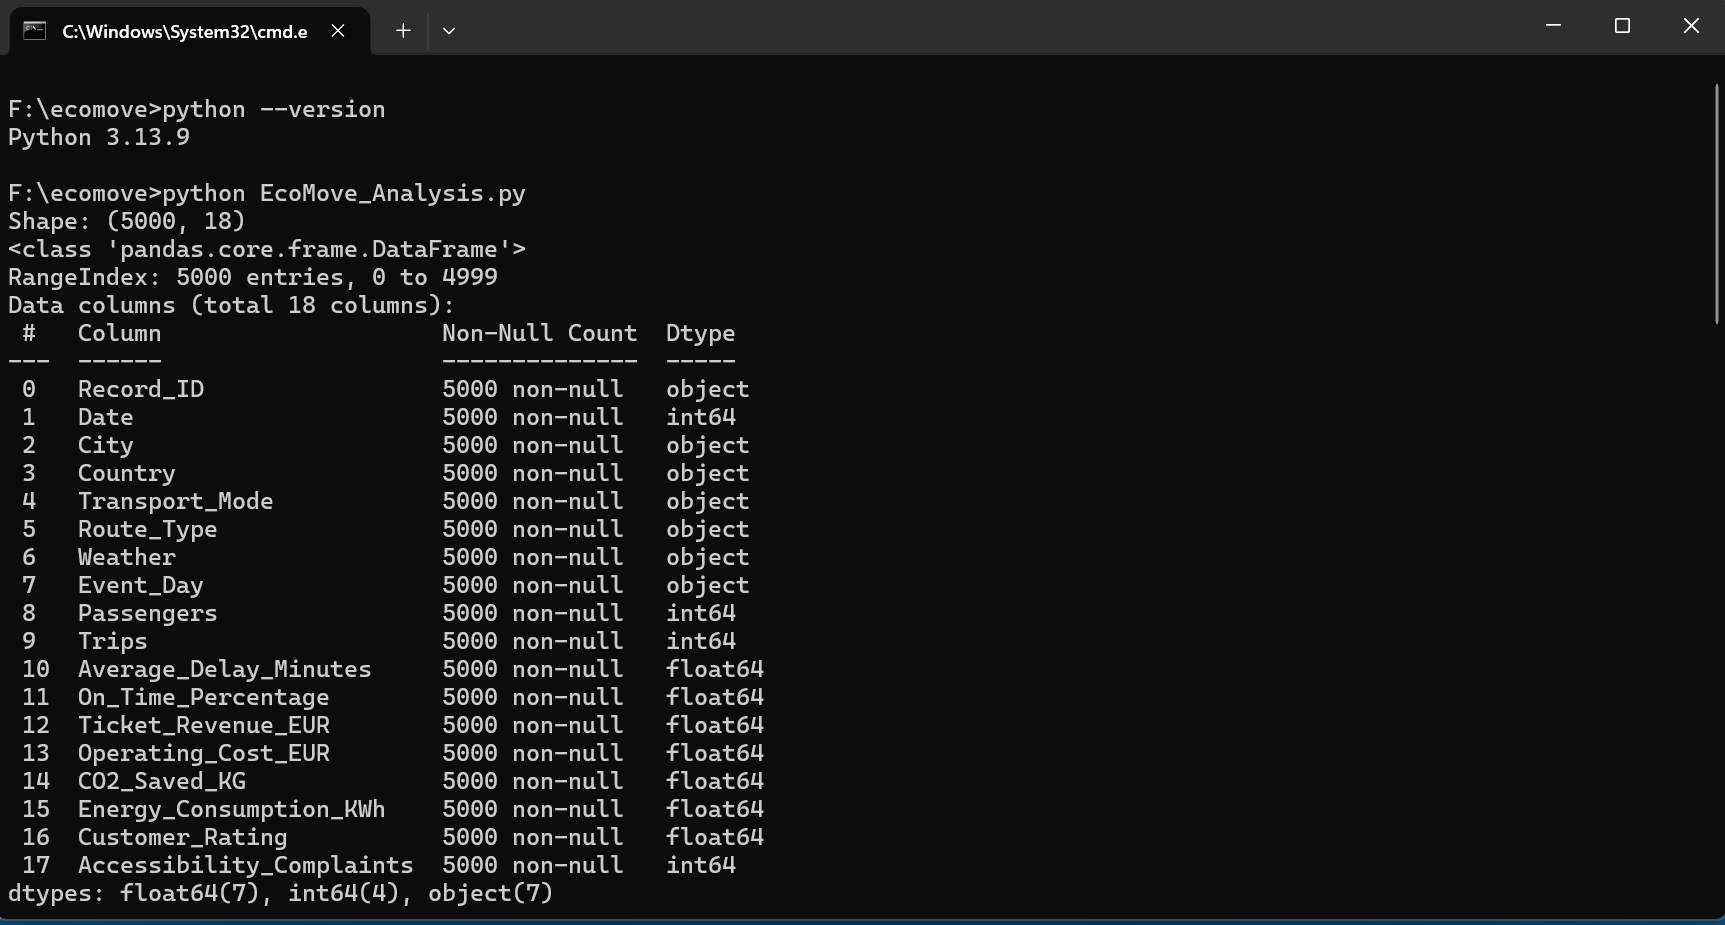 C:\Windows\System32\cmd.e
F:\ecomove>python --version
Python 3.13.9
F:\ecomove>python EcoMove_Analysis.py
Shape: (5000, 18)
<class 'pandas.core.frame.DataFrame'>
RangeIndex: 5000 entries, 0 to 4999
Data columns (total 18 columns):
 #   Column                    Non-Null Count  Dtype
---  ------                    --------------  -----
 0   Record_ID                 5000 non-null   object
 1   Date                      5000 non-null   int64
 2   City                      5000 non-null   object
 3   Country                   5000 non-null   object
 4   Transport_Mode            5000 non-null   object
 5   Route_Type                5000 non-null   object
 6   Weather                   5000 non-null   object
 7   Event_Day                 5000 non-null   object
 8   Passengers                5000 non-null   int64
 9   Trips                     5000 non-null   int64
 10  Average_Delay_Minutes     5000 non-null   float64
 11  On_Time_Percentage        5000 non-null   float64
 12  Ticket_Revenue_EUR        5000 non-null   float64
 13  Operating_Cost_EUR        5000 non-null   float64
 14  CO2_Saved_KG              5000 non-null   float64
 15  Energy_Consumption_KWh    5000 non-null   float64
 16  Customer_Rating           5000 non-null   float64
 17  Accessibility_Complaints  5000 non-null   int64
dtypes: float64(7), int64(4), object(7)